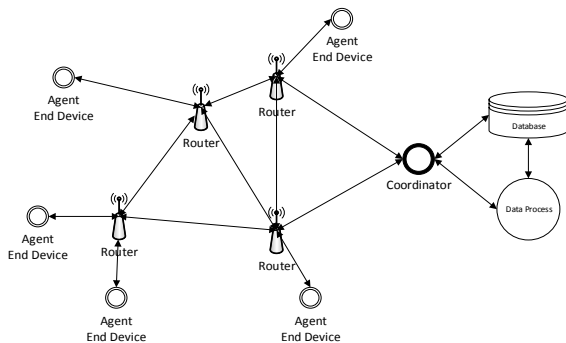 Agent
End Device
Agent
End Device
Router
Router
Database
Coordinator
Data Process
Agent
End Device
Router
Router
Agent
End Device
Agent
End Device